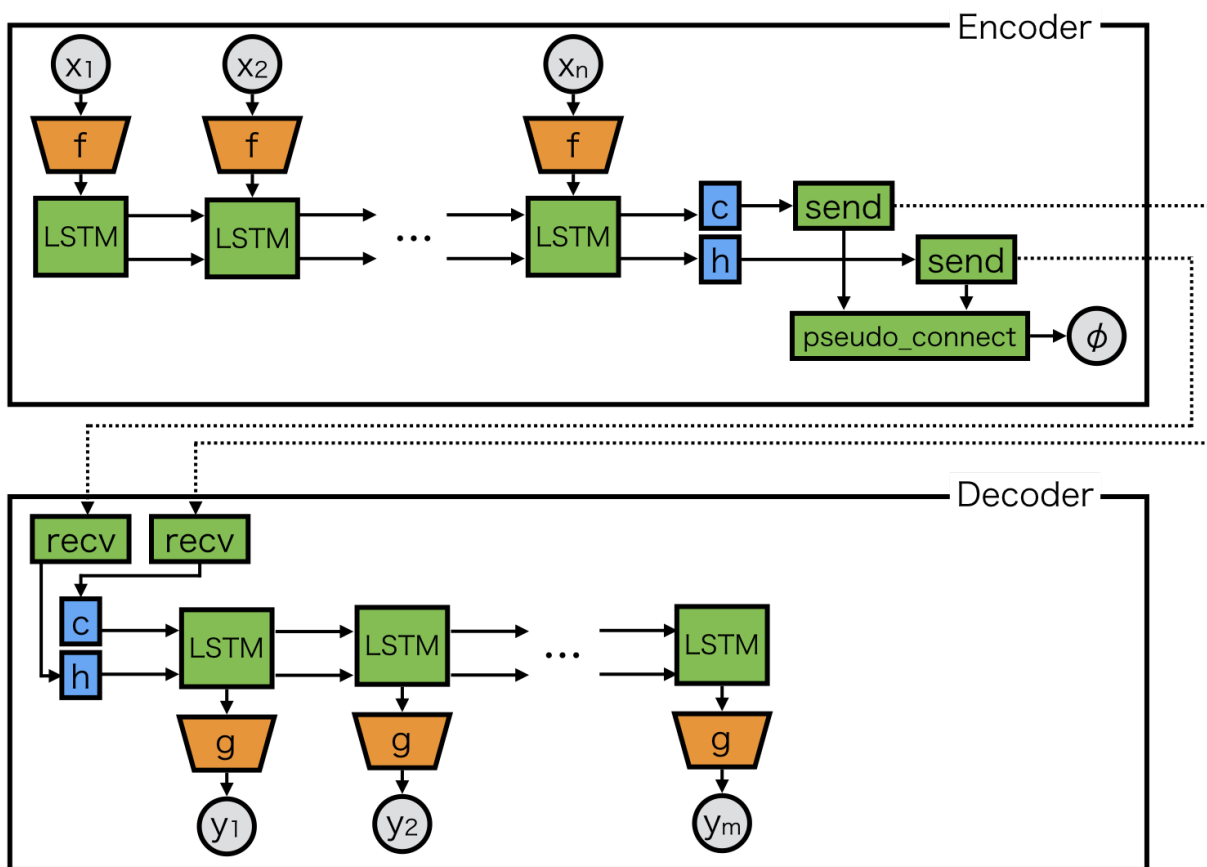 Encoder
x1 x2 xn
f f f
LSTM LSTM ... LSTM
c send
h send
pseudo_connect ϕ
Decoder
recv recv
c
h
LSTM LSTM ... LSTM
g g g
y1 y2 ym